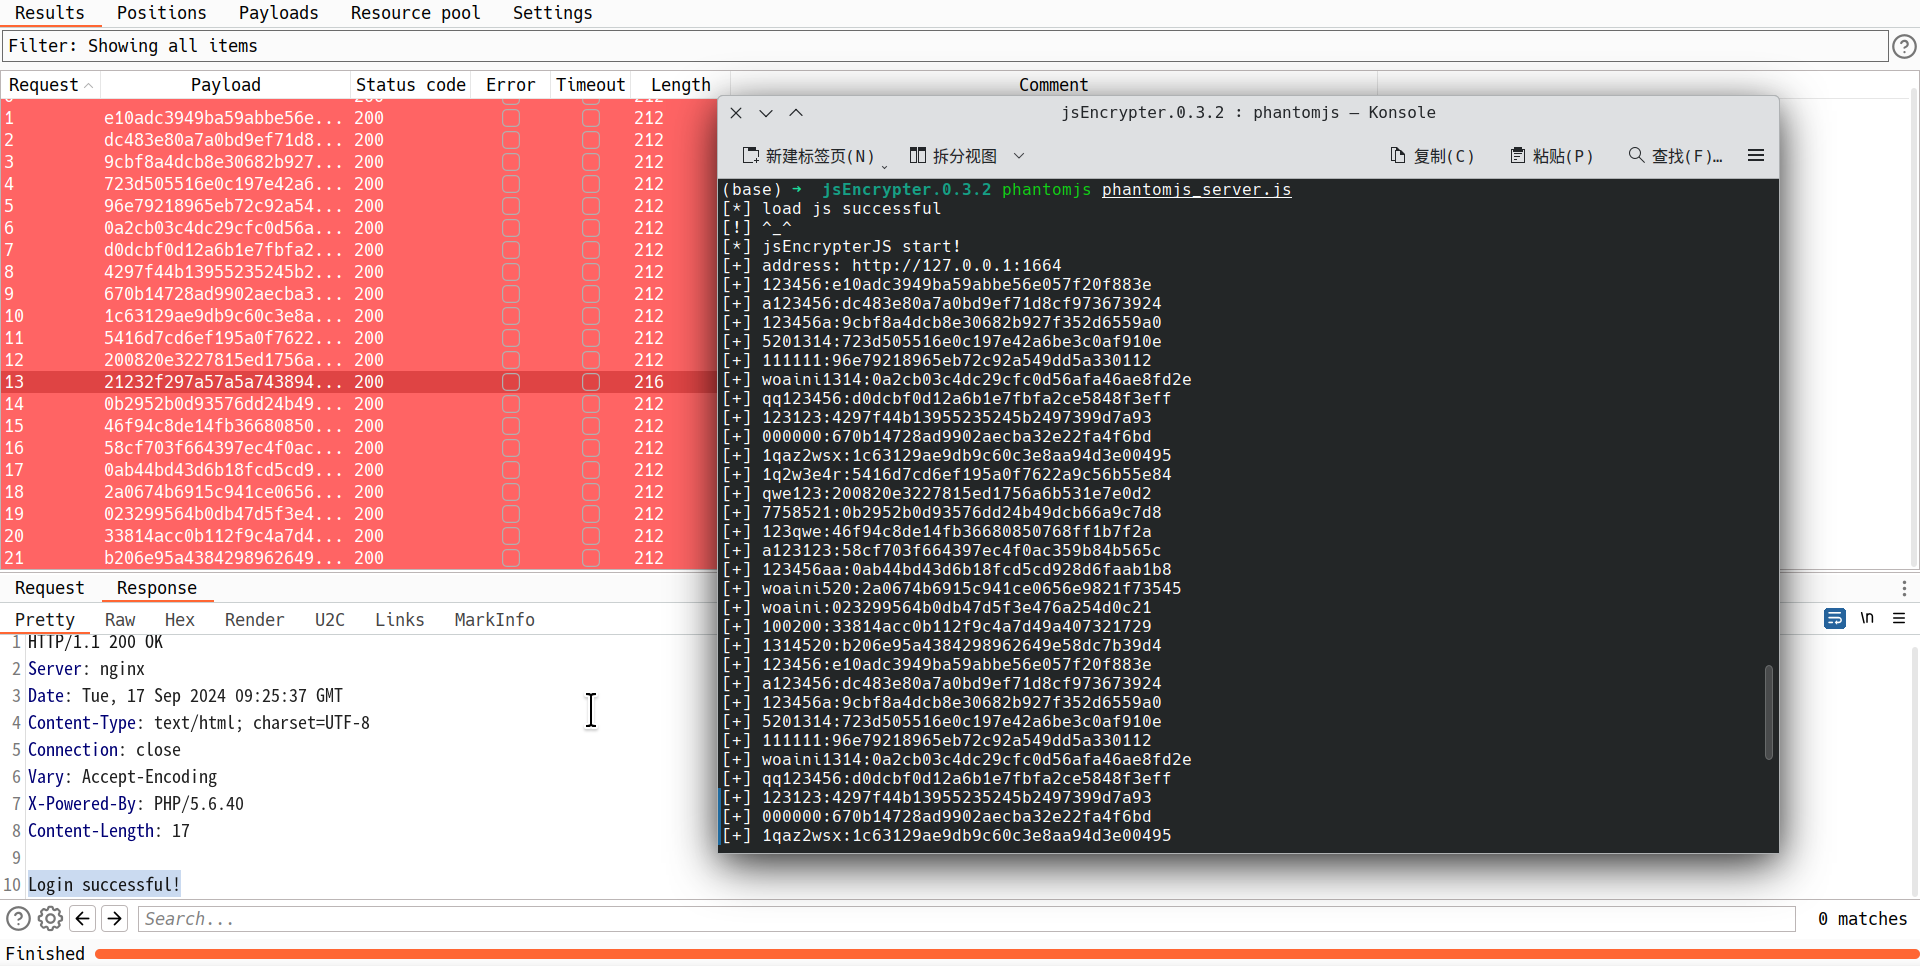 Results Positions Payloads Resource pool Settings
Filter: Showing all items
Request Payload Status code Error Timeout Length Comment
1 e10adc3949ba59abbe56e... 200 212
2 dc483e80a7a0bd9ef71d8... 200 212
3 9cbf8a4dcb8e30682b927... 200 212
4 723d505516e0c197e42a6... 200 212
5 96e79218965eb72c92a54... 200 212
6 0a2cb03c4dc29cfc0d56a... 200 212
7 d0dcbf0d12a6b1e7fbfa2... 200 212
8 4297f44b13955235245b2... 200 212
9 670b14728ad9902aecba3... 200 212
10 1c63129ae9db9c60c3e8a... 200 212
11 5416d7cd6ef195a0f7622... 200 212
12 200820e3227815ed1756a... 200 212
13 21232f297a57a5a743894... 200 216
14 0b2952b0d93576dd24b49... 200 212
15 46f94c8de14fb36680850... 200 212
16 58cf703f664397ec4f0ac... 200 212
17 0ab44bd43d6b18fcd5cd9... 200 212
18 2a0674b6915c941ce0656... 200 212
19 023299564b0db47d5f3e4... 200 212
20 33814acc0b112f9c4a7d4... 200 212
21 b206e95a4384298962649... 200 212
Request Response
Pretty Raw Hex Render U2C Links MarkInfo
\n
1 HTTP/1.1 200 OK
2 Server: nginx
3 Date: Tue, 17 Sep 2024 09:25:37 GMT
4 Content-Type: text/html; charset=UTF-8
5 Connection: close
6 Vary: Accept-Encoding
7 X-Powered-By: PHP/5.6.40
8 Content-Length: 17
9
10 Login successful!
Search...
0 matches
Finished
jsEncrypter.0.3.2 : phantomjs — Konsole
新建标签页(N) 拆分视图 复制(C) 粘贴(P) 查找(F)...
(base) ➜ jsEncrypter.0.3.2 phantomjs phantomjs_server.js
[*] load js successful
[!] ^_^
[*] jsEncrypterJS start!
[+] address: http://127.0.0.1:1664
[+] 123456:e10adc3949ba59abbe56e057f20f883e
[+] a123456:dc483e80a7a0bd9ef71d8cf973673924
[+] 123456a:9cbf8a4dcb8e30682b927f352d6559a0
[+] 5201314:723d505516e0c197e42a6be3c0af910e
[+] 111111:96e79218965eb72c92a549dd5a330112
[+] woaini1314:0a2cb03c4dc29cfc0d56afa46ae8fd2e
[+] qq123456:d0dcbf0d12a6b1e7fbfa2ce5848f3eff
[+] 123123:4297f44b13955235245b2497399d7a93
[+] 000000:670b14728ad9902aecba32e22fa4f6bd
[+] 1qaz2wsx:1c63129ae9db9c60c3e8aa94d3e00495
[+] 1q2w3e4r:5416d7cd6ef195a0f7622a9c56b55e84
[+] qwe123:200820e3227815ed1756a6b531e7e0d2
[+] 7758521:0b2952b0d93576dd24b49dcb66a9c7d8
[+] 123qwe:46f94c8de14fb36680850768ff1b7f2a
[+] a123123:58cf703f664397ec4f0ac359b84b565c
[+] 123456aa:0ab44bd43d6b18fcd5cd928d6faab1b8
[+] woaini520:2a0674b6915c941ce0656e9821f73545
[+] woaini:023299564b0db47d5f3e476a254d0c21
[+] 100200:33814acc0b112f9c4a7d49a407321729
[+] 1314520:b206e95a4384298962649e58dc7b39d4
[+] 123456:e10adc3949ba59abbe56e057f20f883e
[+] a123456:dc483e80a7a0bd9ef71d8cf973673924
[+] 123456a:9cbf8a4dcb8e30682b927f352d6559a0
[+] 5201314:723d505516e0c197e42a6be3c0af910e
[+] 111111:96e79218965eb72c92a549dd5a330112
[+] woaini1314:0a2cb03c4dc29cfc0d56afa46ae8fd2e
[+] qq123456:d0dcbf0d12a6b1e7fbfa2ce5848f3eff
[+] 123123:4297f44b13955235245b2497399d7a93
[+] 000000:670b14728ad9902aecba32e22fa4f6bd
[+] 1qaz2wsx:1c63129ae9db9c60c3e8aa94d3e00495